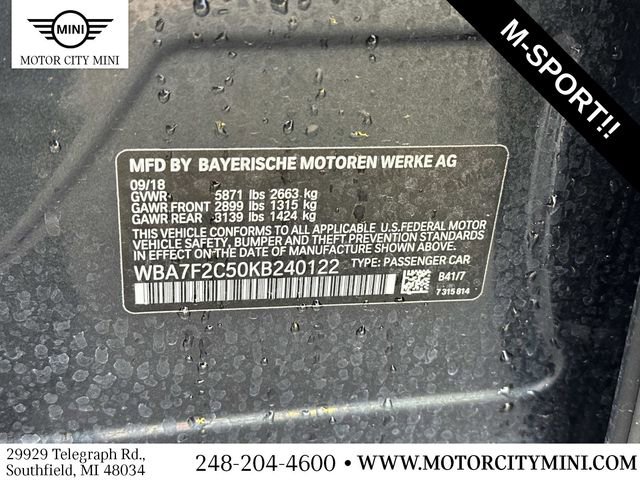 MINI
MOTOR CITY MINI
M-SPORT!!
MFD BY BAYERISCHE MOTOREN WERKE AG
09/18
GVWR 5871 lbs 2663 kg
GAWR FRONT 2899 lbs 1315 kg
GAWR REAR 3139 lbs 1424 kg
THIS VEHICLE CONFORMS TO ALL APPLICABLE U.S.FEDERAL MOTOR
VEHICLE SAFETY, BUMPER AND THEFT PREVENTION STANDARDS
IN EFFECT ON THE DATE OF MANUFACTURE SHOWN ABOVE.
WBA7F2C50KB240122 TYPE: PASSENGER CAR
B41/7
7 315 814
29929 Telegraph Rd.,
Southfield, MI 48034
248-204-4600 • WWW.MOTORCITYMINI.COM